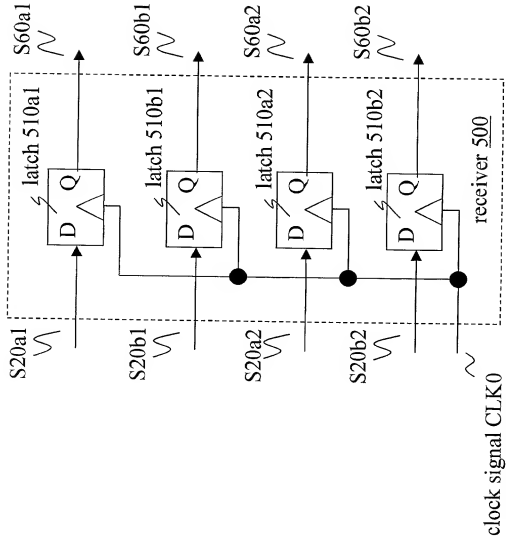 S60a1
S60b1
S60a2
S60b2
latch 510a1
latch 510b1
latch 510a2
latch 510b2
D Q
D Q
D Q
D Q
receiver 500
S20a1
S20b1
S20a2
S20b2
clock signal CLK0